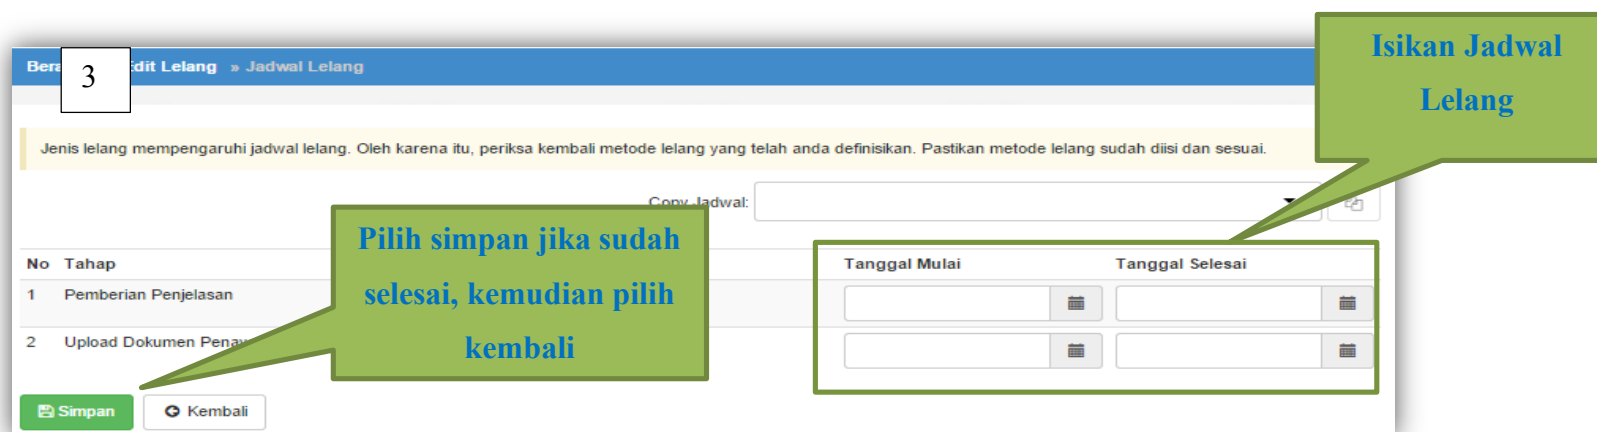 Isikan Jadwal
Lelang
3
Ber
dit Lelang » Jadwal Lelang
Jenis lelang mempengaruhi jadwal lelang. Oleh karena itu, periksa kembali metode lelang yang telah anda definisikan. Pastikan metode lelang sudah diisi dan sesuai.
Copy Jadwal:
Pilih simpan jika sudah
selesai, kemudian pilih
kembali
No Tahap Tanggal Mulai Tanggal Selesai
1 Pemberian Penjelasan
2 Upload Dokumen Pena
Simpan Kembali